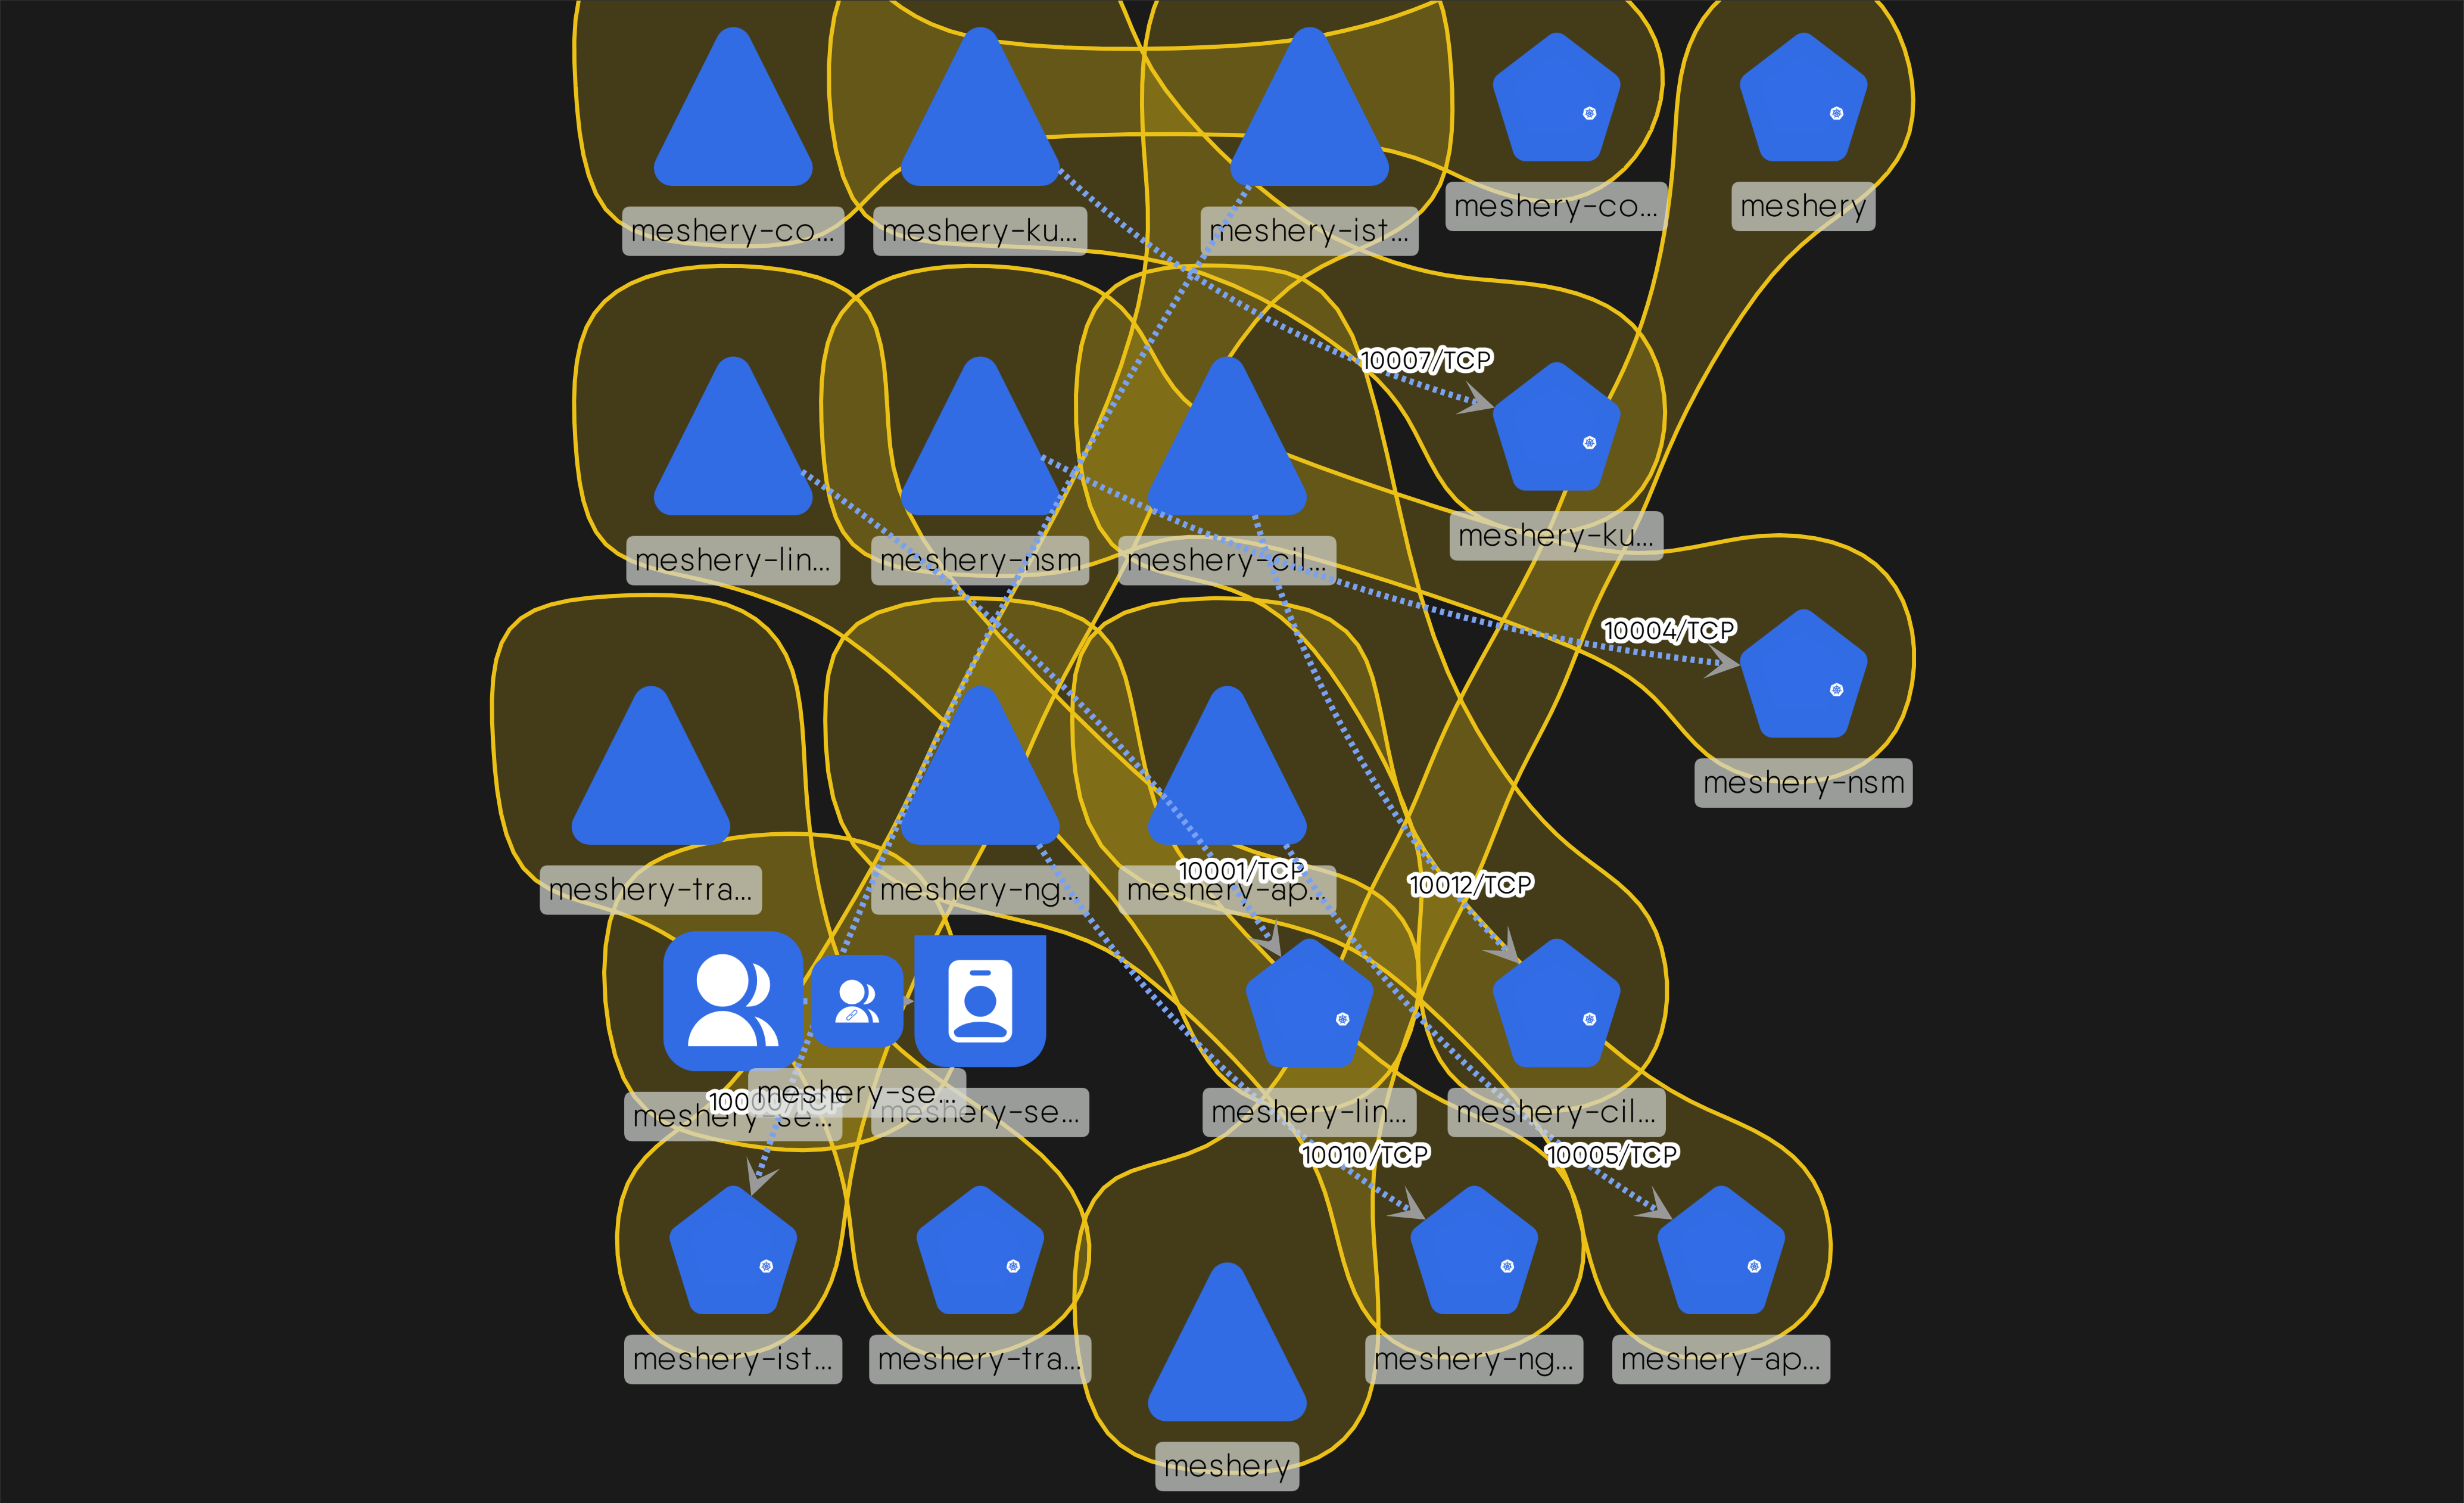 meshery-co...
meshery-ku...
meshery-ist...
meshery-co...
meshery
10007/TCP
meshery-lin...
meshery-nsm
meshery-cil...
meshery-ku...
10004/TCP
meshery-nsm
meshery-tra...
meshery-ng...
10001/TCP
meshery-ap...
10012/TCP
meshery-se...
meshery-se...
meshery-se...
meshery-lin...
meshery-cil...
10010/TCP
10005/TCP
meshery-ist...
meshery-tra...
meshery-ng...
meshery-ap...
meshery